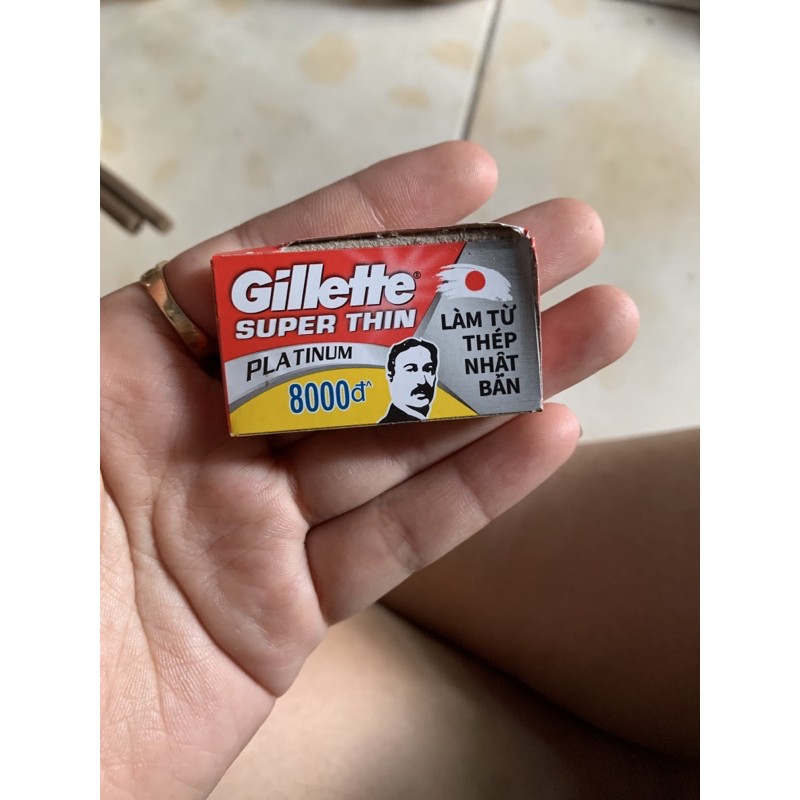 Gillette®
SUPER THIN
PLATINUM
8000đ^
LÀM TỪ
THÉP
NHẬT
BẢN